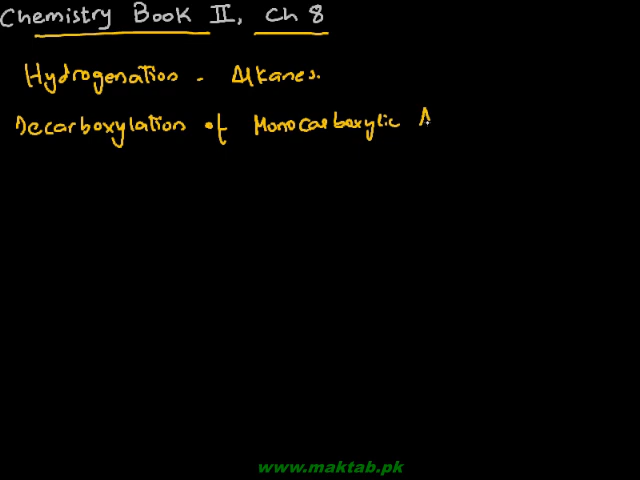 Chemistry Book II, Ch 8
Hydrogenation - Alkanes.
Decarboxylation of Monocarboxylic A
www.maktab.pk